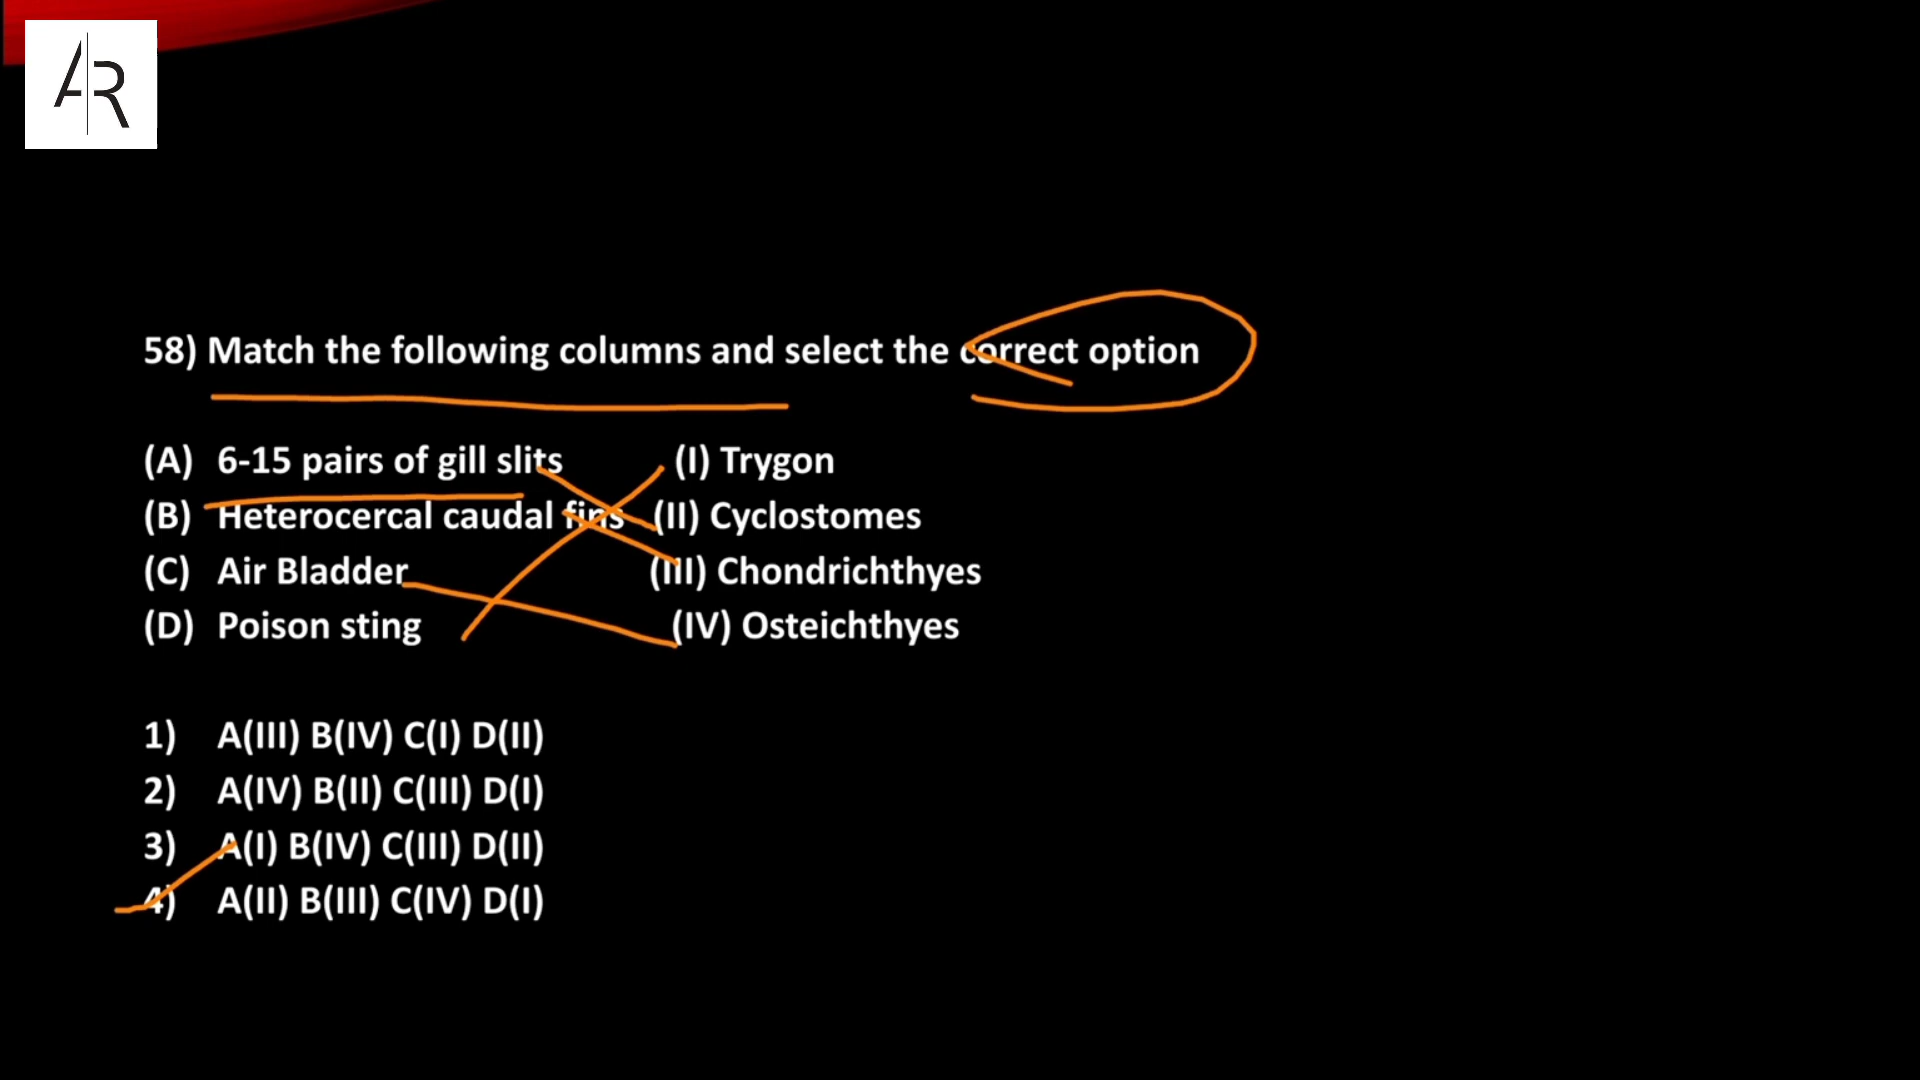 AR
58) Match the following columns and select the correct option
(A) 6-15 pairs of gill slits (I) Trygon
(B) Heterocercal caudal fins (II) Cyclostomes
(C) Air Bladder (III) Chondrichthyes
(D) Poison sting (IV) Osteichthyes
1) A(III) B(IV) C(I) D(II)
2) A(IV) B(II) C(III) D(I)
3) A(I) B(IV) C(III) D(II)
4) A(II) B(III) C(IV) D(I)